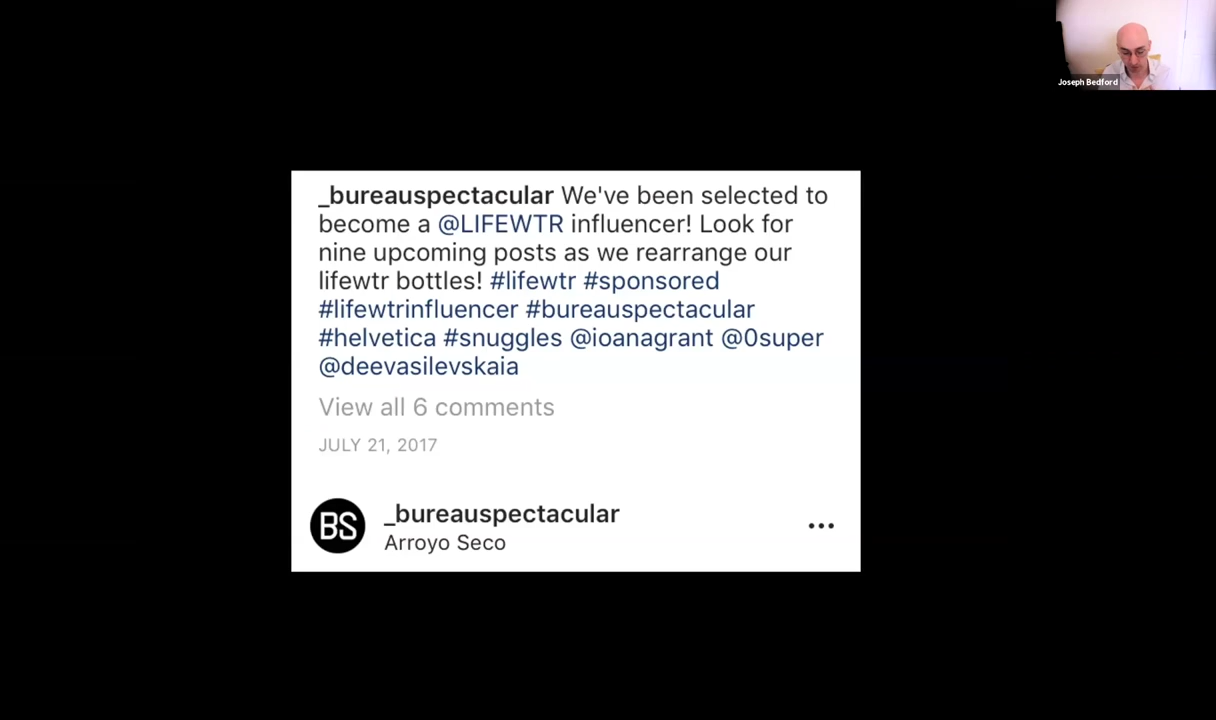 Joseph Bedford
_bureauspectacular We've been selected to
become a @LIFEWTR influencer! Look for
nine upcoming posts as we rearrange our
lifewtr bottles! #lifewtr #sponsored
#lifewtrinfluencer #bureauspectacular
#helvetica #snuggles @ioanagrant @0super
@deevasilevskaia
View all 6 comments
JULY 21, 2017
BS
_bureauspectacular
Arroyo Seco